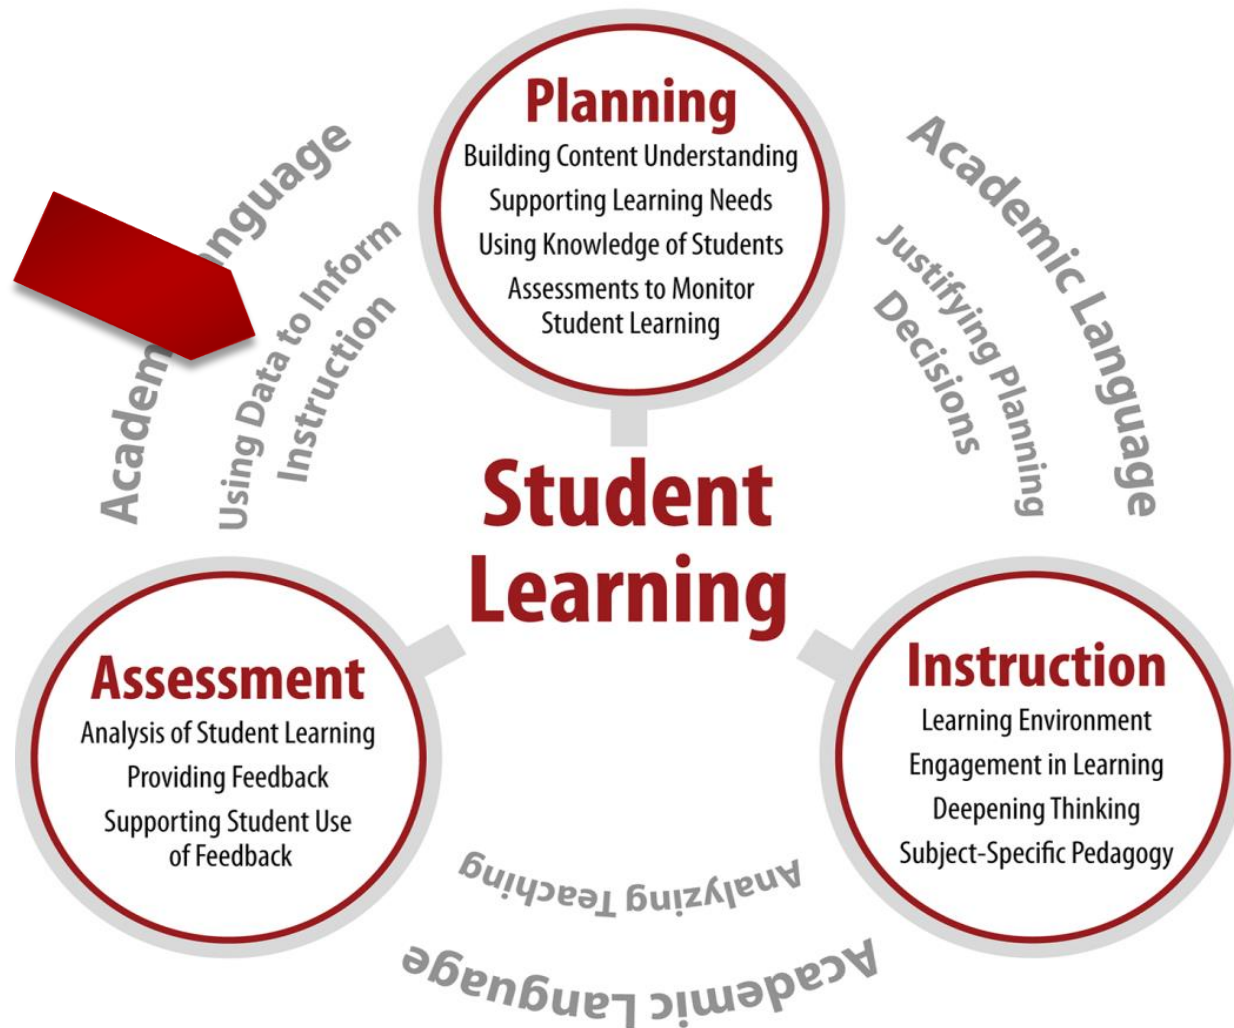 Planning
Building Content Understanding
Supporting Learning Needs
Using Knowledge of Students
Assessments to Monitor
Student Learning
Using Data to Inform
Instruction
Academic Language
Justifying Planning
Decisions
Student
Learning
Assessment
Analysis of Student Learning
Providing Feedback
Supporting Student Use
of Feedback
Instruction
Learning Environment
Engagement in Learning
Deepening Thinking
Subject-Specific Pedagogy
Analyzing Teaching
Academic Language